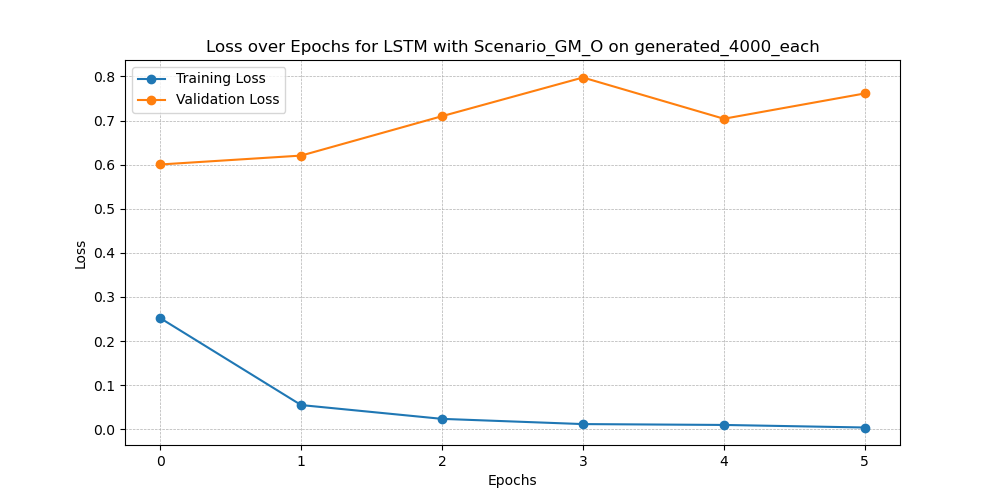 Loss over Epochs for LSTM with Scenario_GM_O on generated_4000_each
Training Loss
Validation Loss
0.8
0.7
0.6
0.5
0.4
0.3
0.2
0.1
0.0
Loss
0 1 2 3 4 5
Epochs